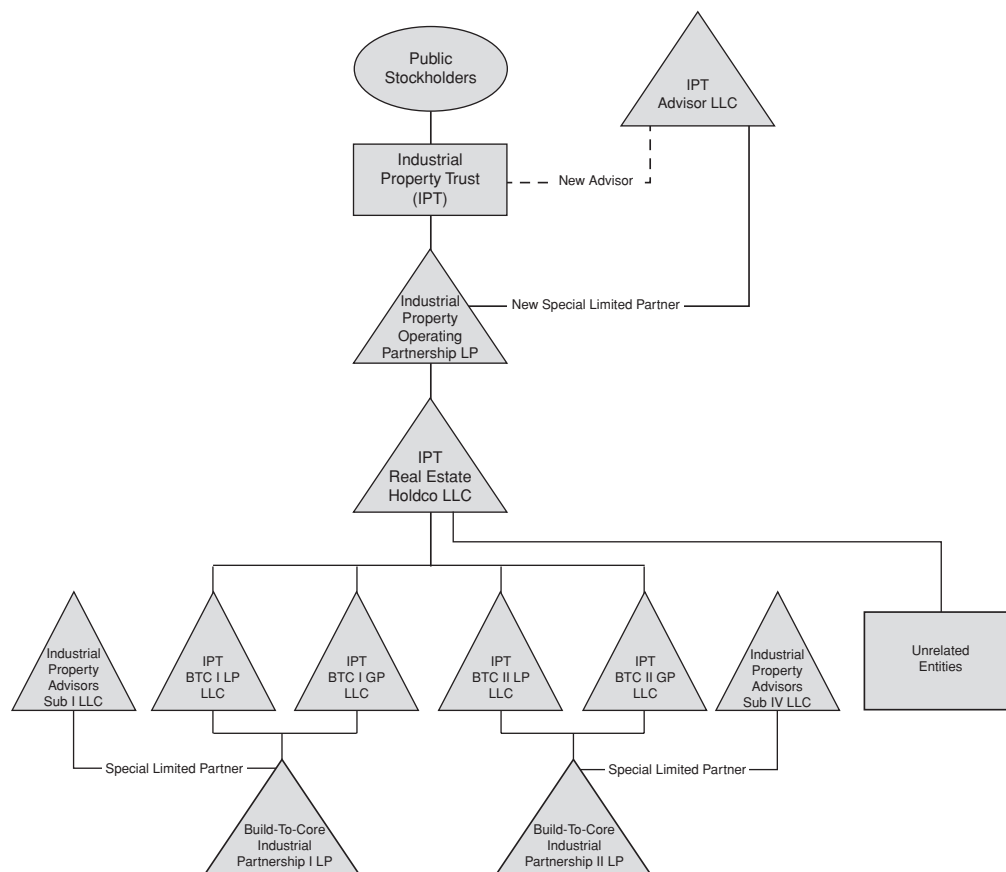 Public
Stockholders
IPT
Advisor LLC
Industrial
Property Trust
(IPT)
New Advisor
Industrial
Property
Operating
Partnership LP
New Special Limited Partner
IPT
Real Estate
Holdco LLC
Industrial
Property
Advisors
Sub I LLC
IPT
BTC I LP
LLC
IPT
BTC I GP
LLC
IPT
BTC II LP
LLC
IPT
BTC II GP
LLC
Industrial
Property
Advisors
Sub IV LLC
Unrelated
Entities
Special Limited Partner
Special Limited Partner
Build-To-Core
Industrial
Partnership I LP
Build-To-Core
Industrial
Partnership II LP